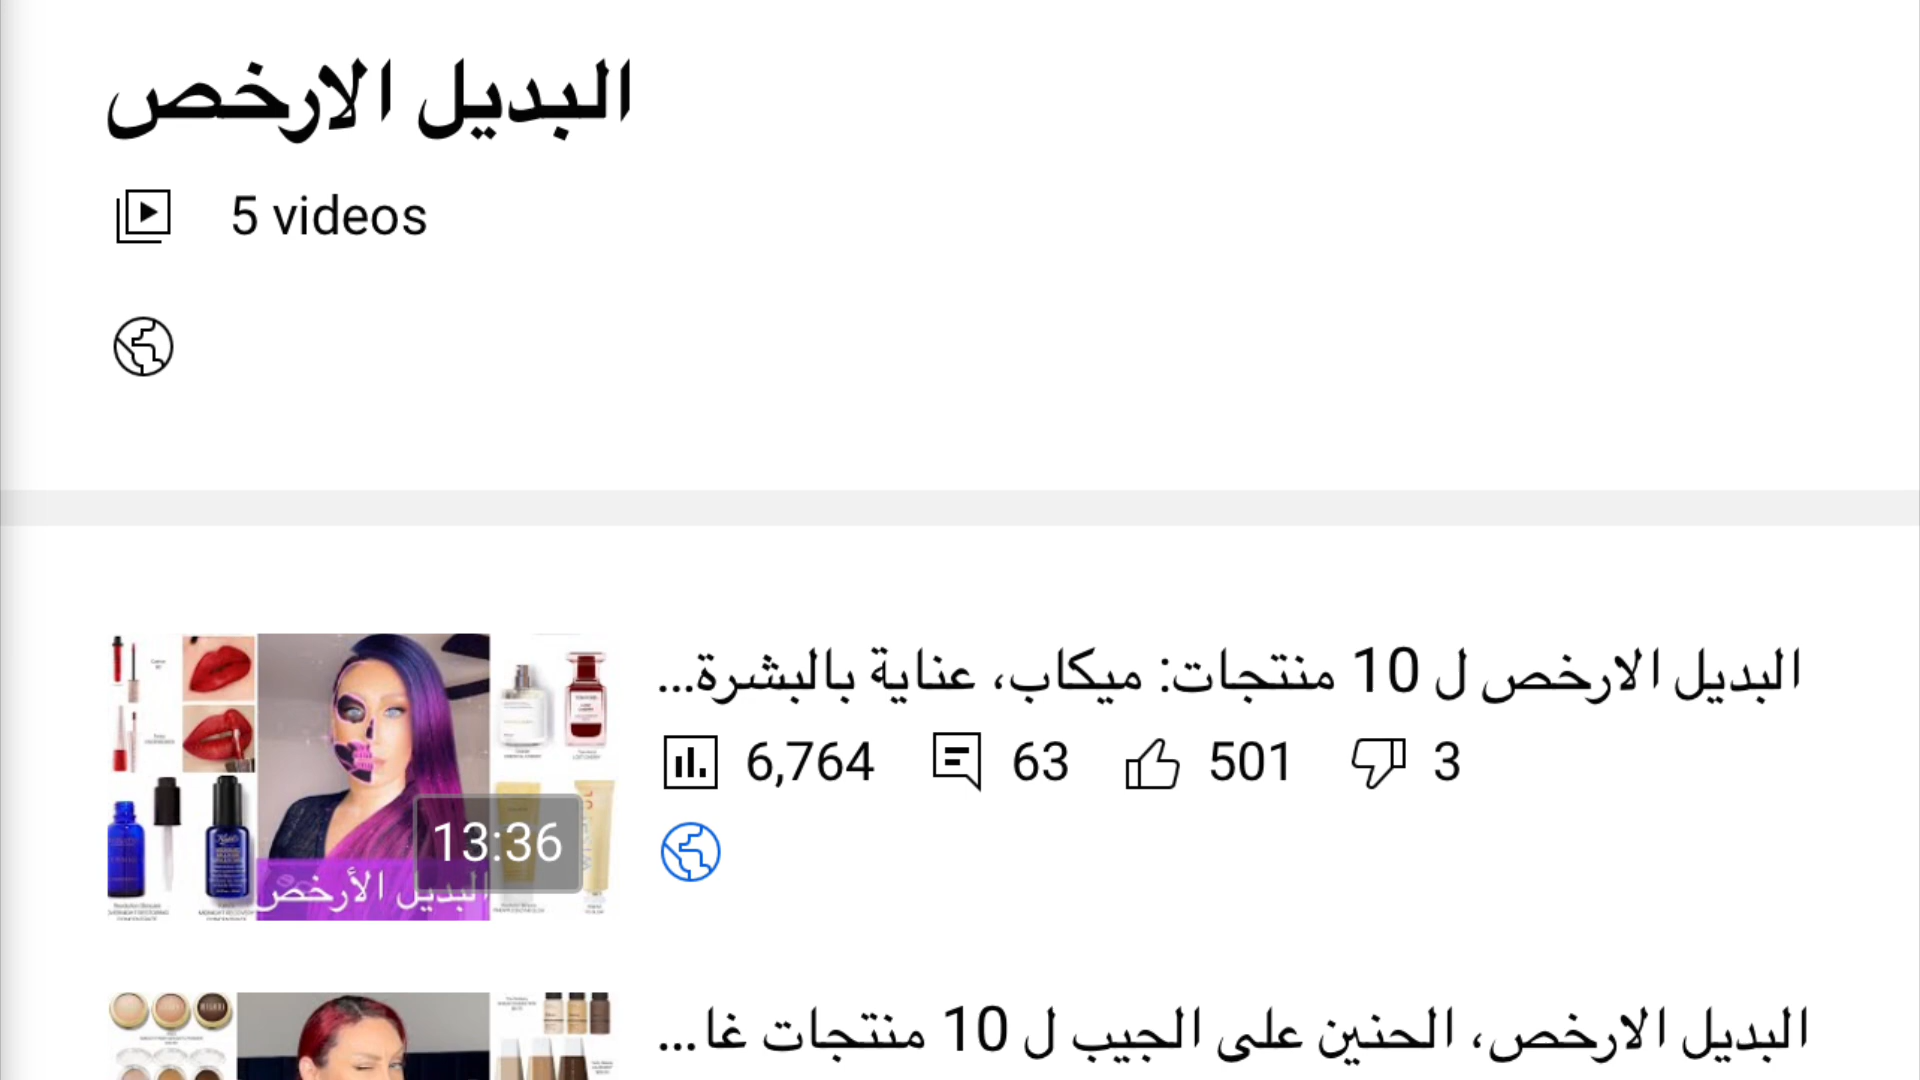 البديل الارخص
5 videos
البديل الارخص ل 10 منتجات: ميكاب، عناية بالبشرة...
6,764 63 501 3
13:36
البديل الأرخص
البديل الارخص، الحنين على الجيب ل 10 منتجات غا...